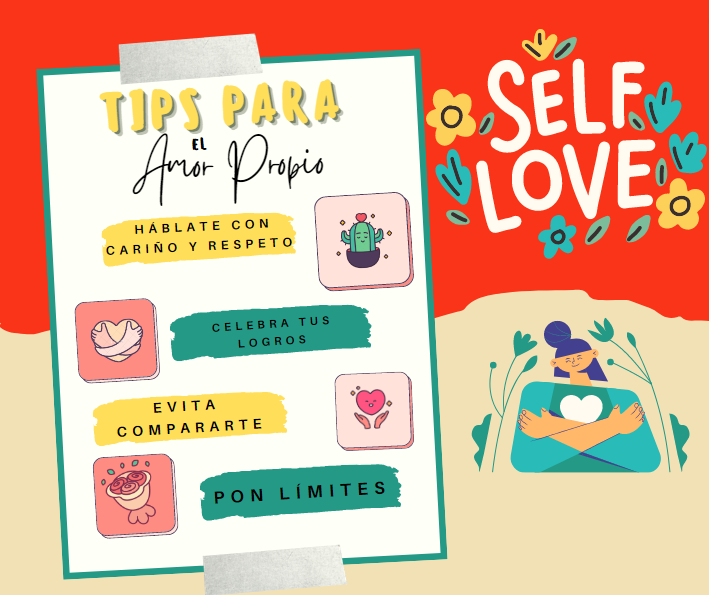 TIPS PARA
EL
Amor Propio
HÁBLATE CON
CARIÑO Y RESPETO
CELEBRA TUS
LOGROS
EVITA
COMPARARTE
PON LÍMITES
SELF
LOVE